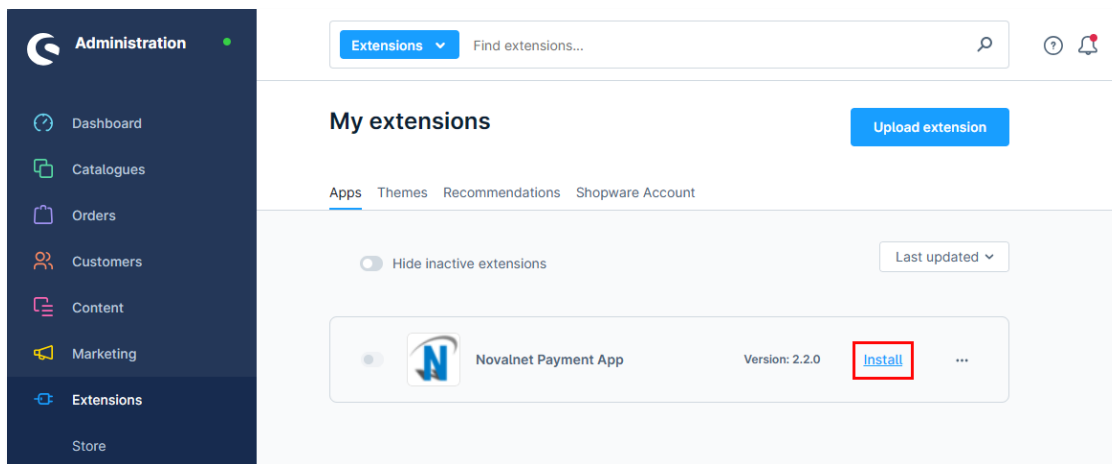 Administration
Dashboard
Catalogues
Orders
Customers
Content
Marketing
Extensions
Store
Extensions
Find extensions...
My extensions
Upload extension
Apps Themes Recommendations Shopware Account
Hide inactive extensions
Last updated
N
Novalnet Payment App
Version: 2.2.0
Install
...